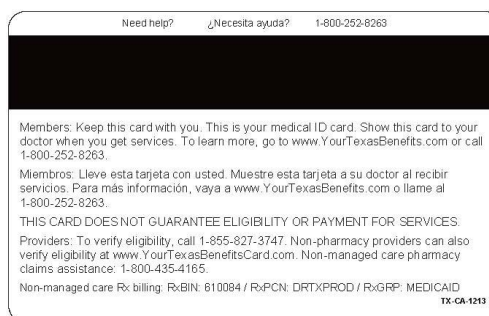 Need help? ¿Necesita ayuda? 1-800-252-8263
Members: Keep this card with you. This is your medical ID card. Show this card to your
doctor when you get services. To learn more, go to www.YourTexasBenefits.com or call
1-800-252-8263.
Miembros: Lleve esta tarjeta con usted. Muestre esta tarjeta a su doctor al recibir
servicios. Para más información, vaya a www.YourTexasBenefits.com o llame al
1-800-252-8263.
THIS CARD DOES NOT GUARANTEE ELIGIBILITY OR PAYMENT FOR SERVICES.
Providers: To verify eligibility, call 1-855-827-3747. Non-pharmacy providers can also
verify eligibility at www.YourTexasBenefitsCard.com. Non-managed care pharmacy
claims assistance: 1-800-435-4165.
Non-managed care Rx billing: RxBIN: 610084 / RxPCN: DRTXPROD / RxGRP: MEDICAID
TX-CA-1213